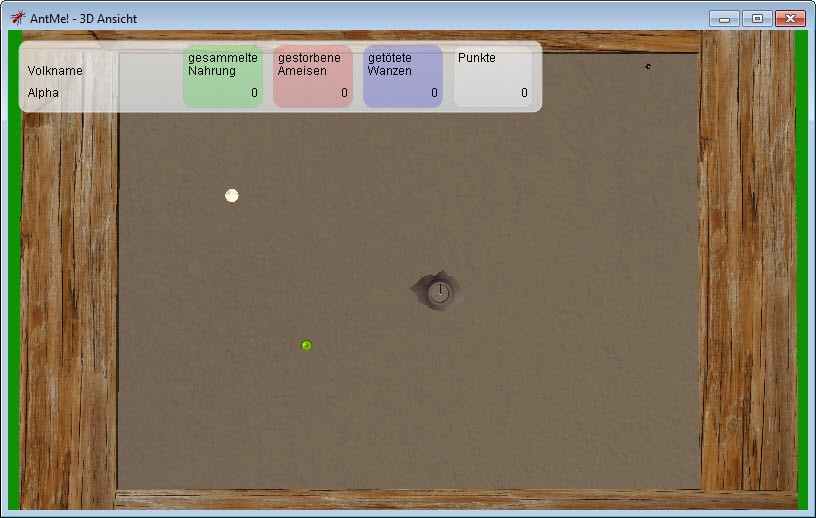 AntMe! - 3D Ansicht
gesammelte gestorbene getötete Punkte
Volkname Nahrung Ameisen Wanzen
Alpha 0 0 0 0